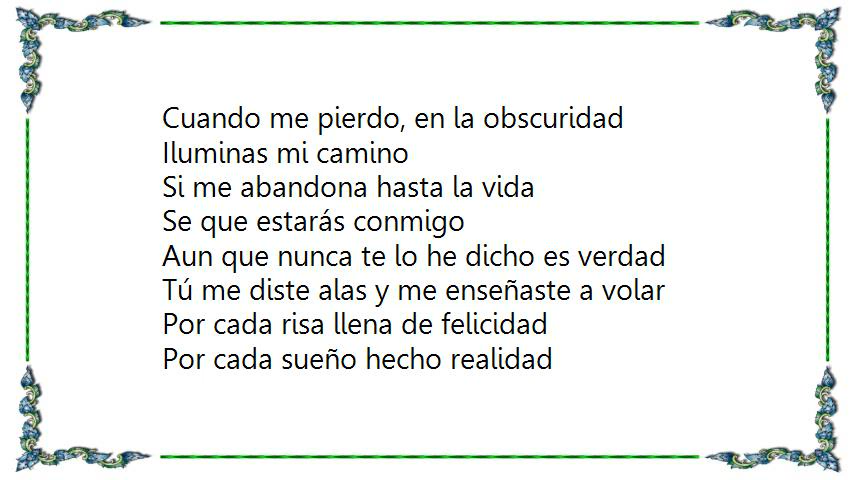 Cuando me pierdo, en la obscuridad
Iluminas mi camino
Si me abandona hasta la vida
Se que estarás conmigo
Aun que nunca te lo he dicho es verdad
Tú me diste alas y me enseñaste a volar
Por cada risa llena de felicidad
Por cada sueño hecho realidad